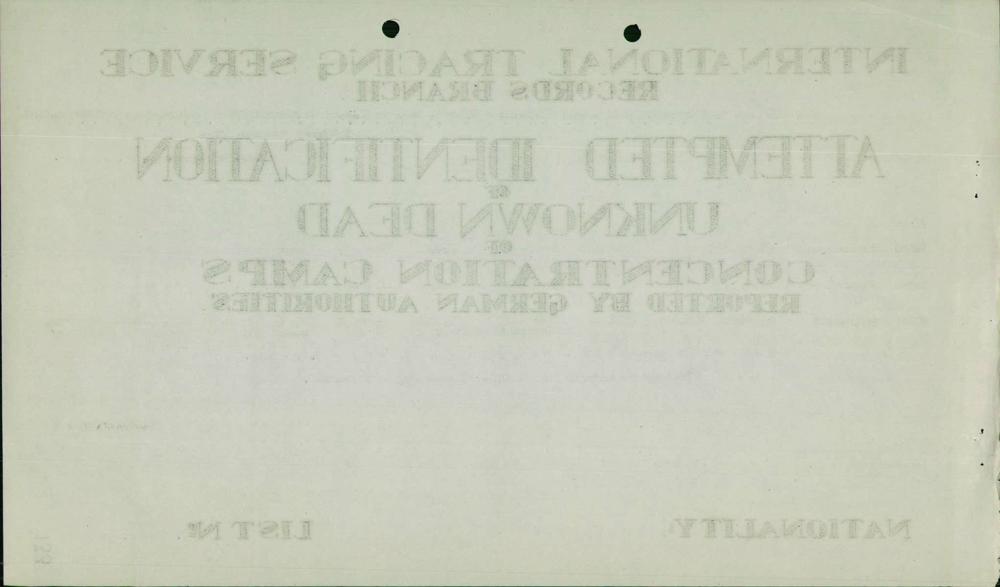 INTERNATIONAL TRACING SERVICE
RECORDS BRANCH
ATTEMPTED IDENTIFICATION
OF
UNKNOWN DEAD
OF
CONCENTRATION CAMPS
REPORTED BY GERMAN AUTHORITIES
NATIONALITY
LIST Nº